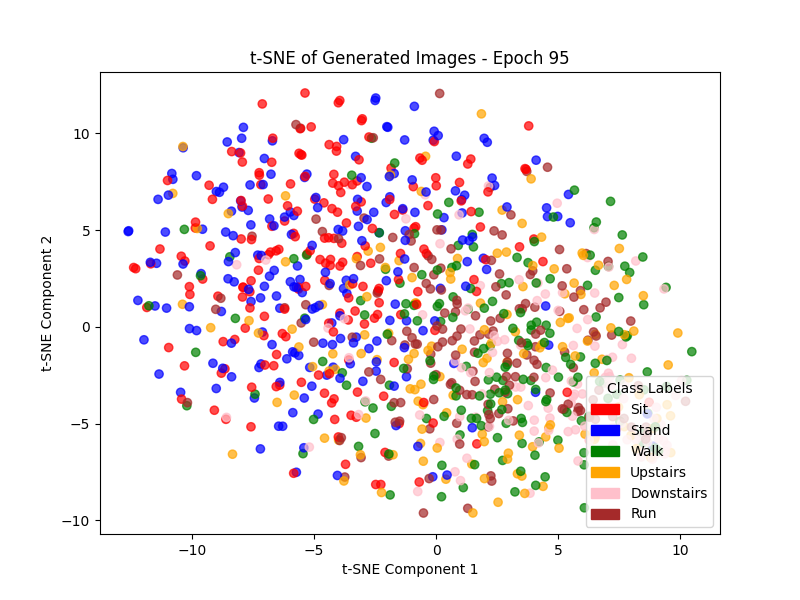 t-SNE of Generated Images - Epoch 95
t-SNE Component 2
10
5
0
−5
−10
Class Labels
Sit
Stand
Walk
Upstairs
Downstairs
Run
−10
−5
0
5
10
t-SNE Component 1